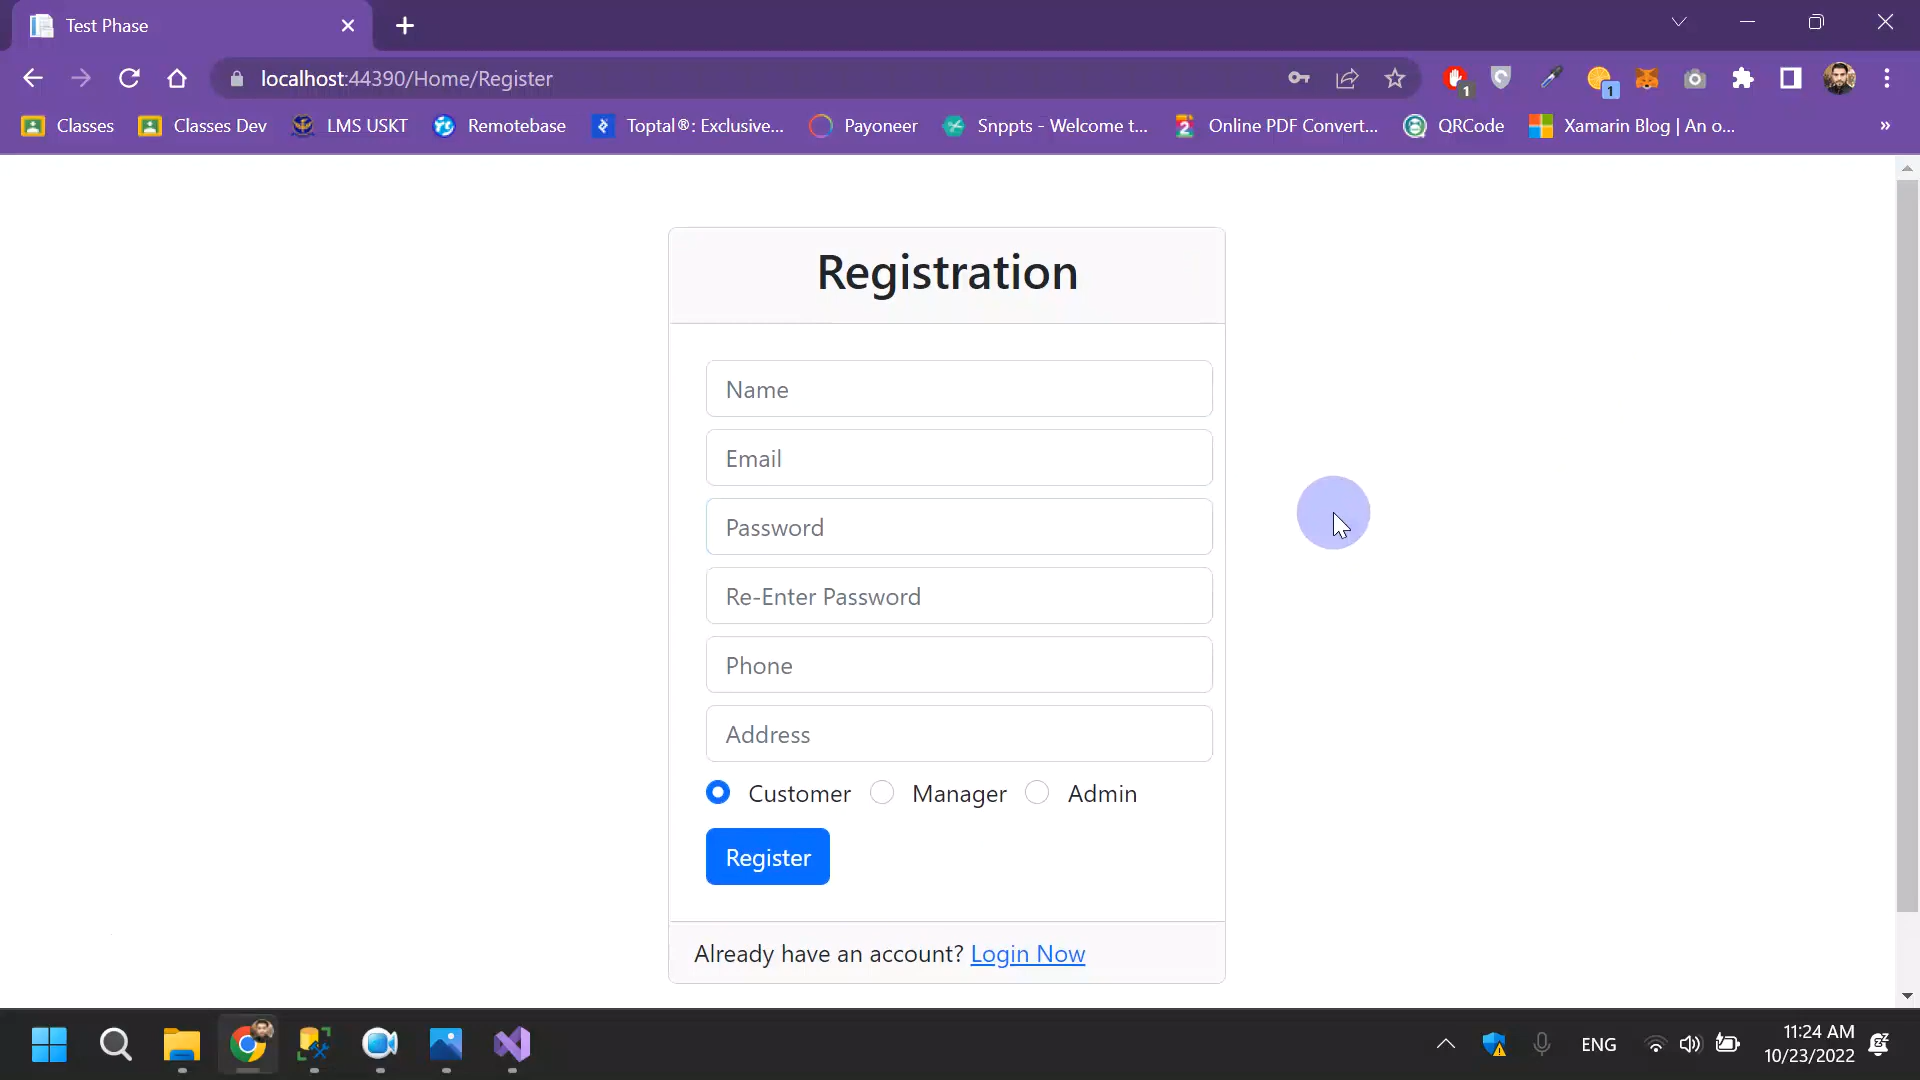 Test Phase
localhost:44390/Home/Register
1
1
Classes
Classes Dev
LMS USKT
Remotebase
Toptal®: Exclusive...
Payoneer
Snppts - Welcome t...
Online PDF Convert...
QRCode
Xamarin Blog | An o...
»
Registration
Name
Email
Password
Re-Enter Password
Phone
Address
Customer Manager Admin
Register
Already have an account? Login Now
ENG
11:24 AM
10/23/2022